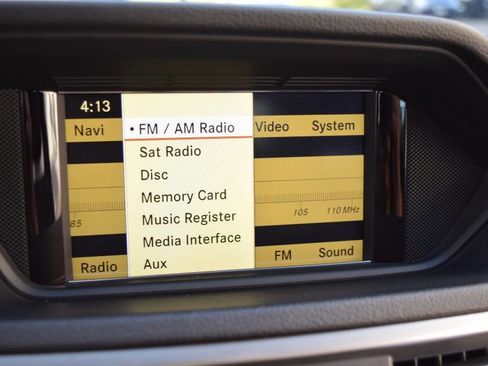 4:13
Navi • FM / AM Radio Video System
Sat Radio
Disc
Memory Card
Music Register
85 105 110 MHz
Media Interface
Radio Aux FM Sound